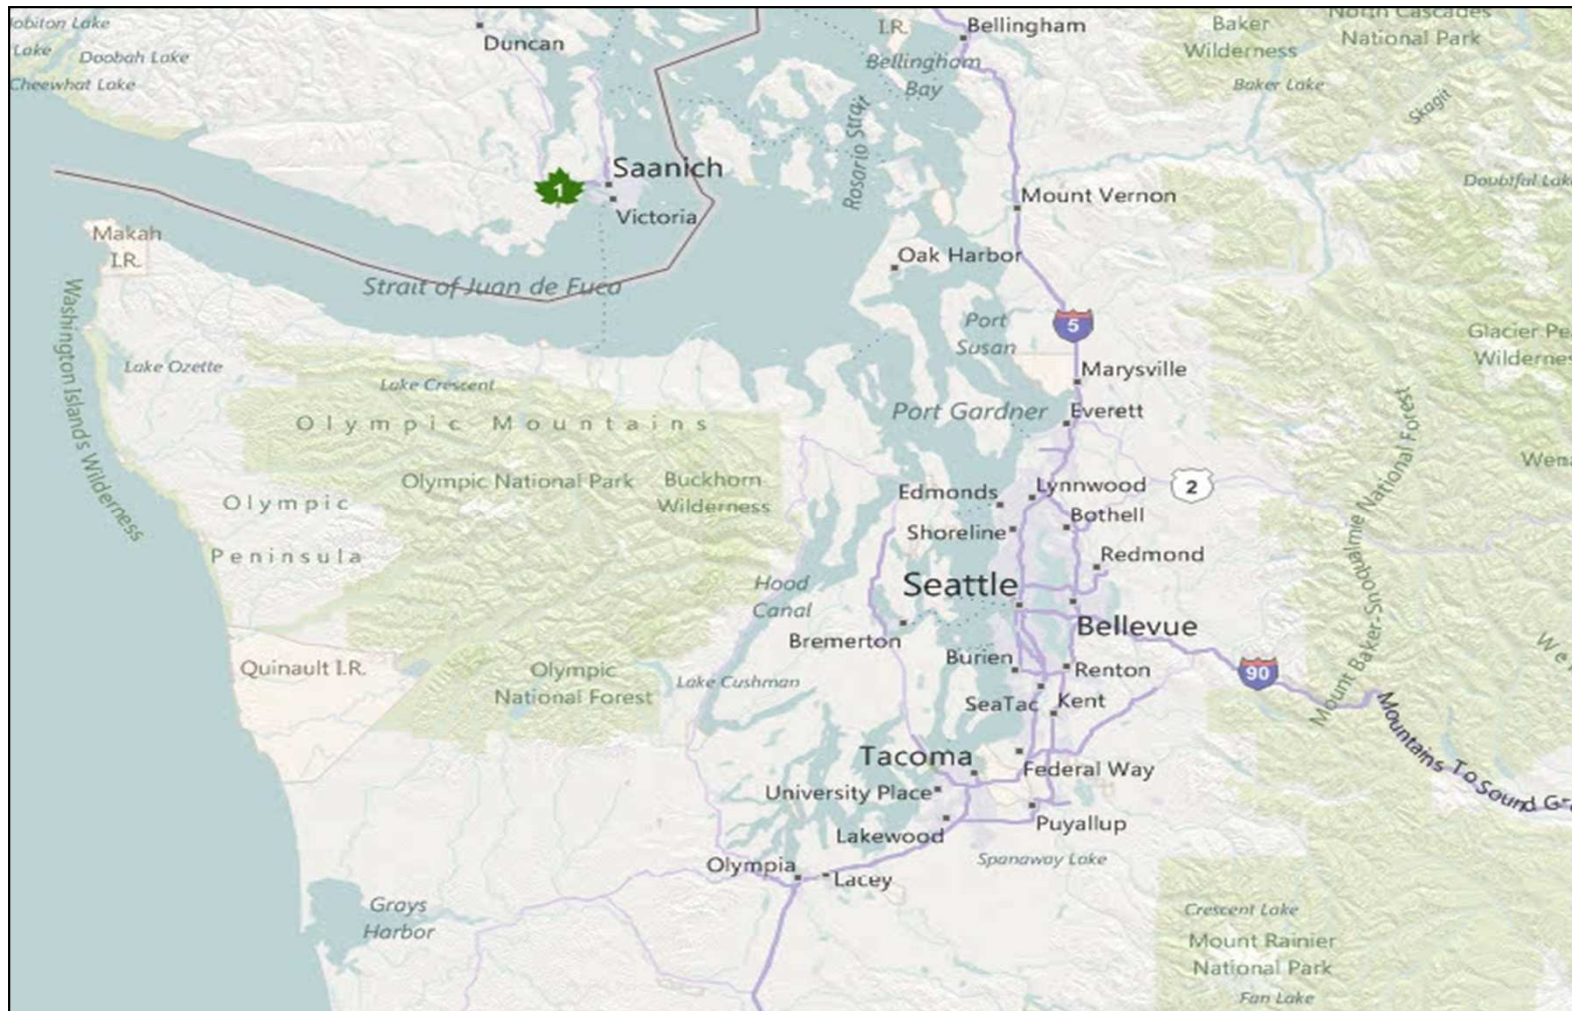 Lake
Duncan
Doobah Lake
Cheewhat Lake
I.R.
Bellingham
Bellingham
Bay
Baker
Wilderness
North Cascades
National Park
Baker Lake
Skagit
Rosario Strait
Saanich
1
Victoria
Mount Vernon
Doubtful Lake
Makah
I.R.
Oak Harbor
Strait of Juan de Fuca
Washington Islands Wilderness
Port
Susan
5
Glacier Pe
Wilderness
Lake Ozette
Lake Crescent
Marysville
Olympic Mountains
Port Gardner
Everett
Mount Baker-Snoqualmie National Forest
Olympic National Park
Buckhorn
Wilderness
Wena
Olympic
Peninsula
Edmonds
Lynnwood
2
Shoreline
Bothell
Redmond
Hood
Canal
Seattle
Bremerton
Bellevue
Quinault I.R.
Olympic
National Forest
Lake Cushman
Burien
Renton
90
We
SeaTac
Kent
Mountains To Sound Gr
Tacoma
Federal Way
University Place
Lakewood
Puyallup
Spanaway Lake
Olympia
Lacey
Grays
Harbor
Crescent Lake
Mount Rainier
National Park
Fan Lake